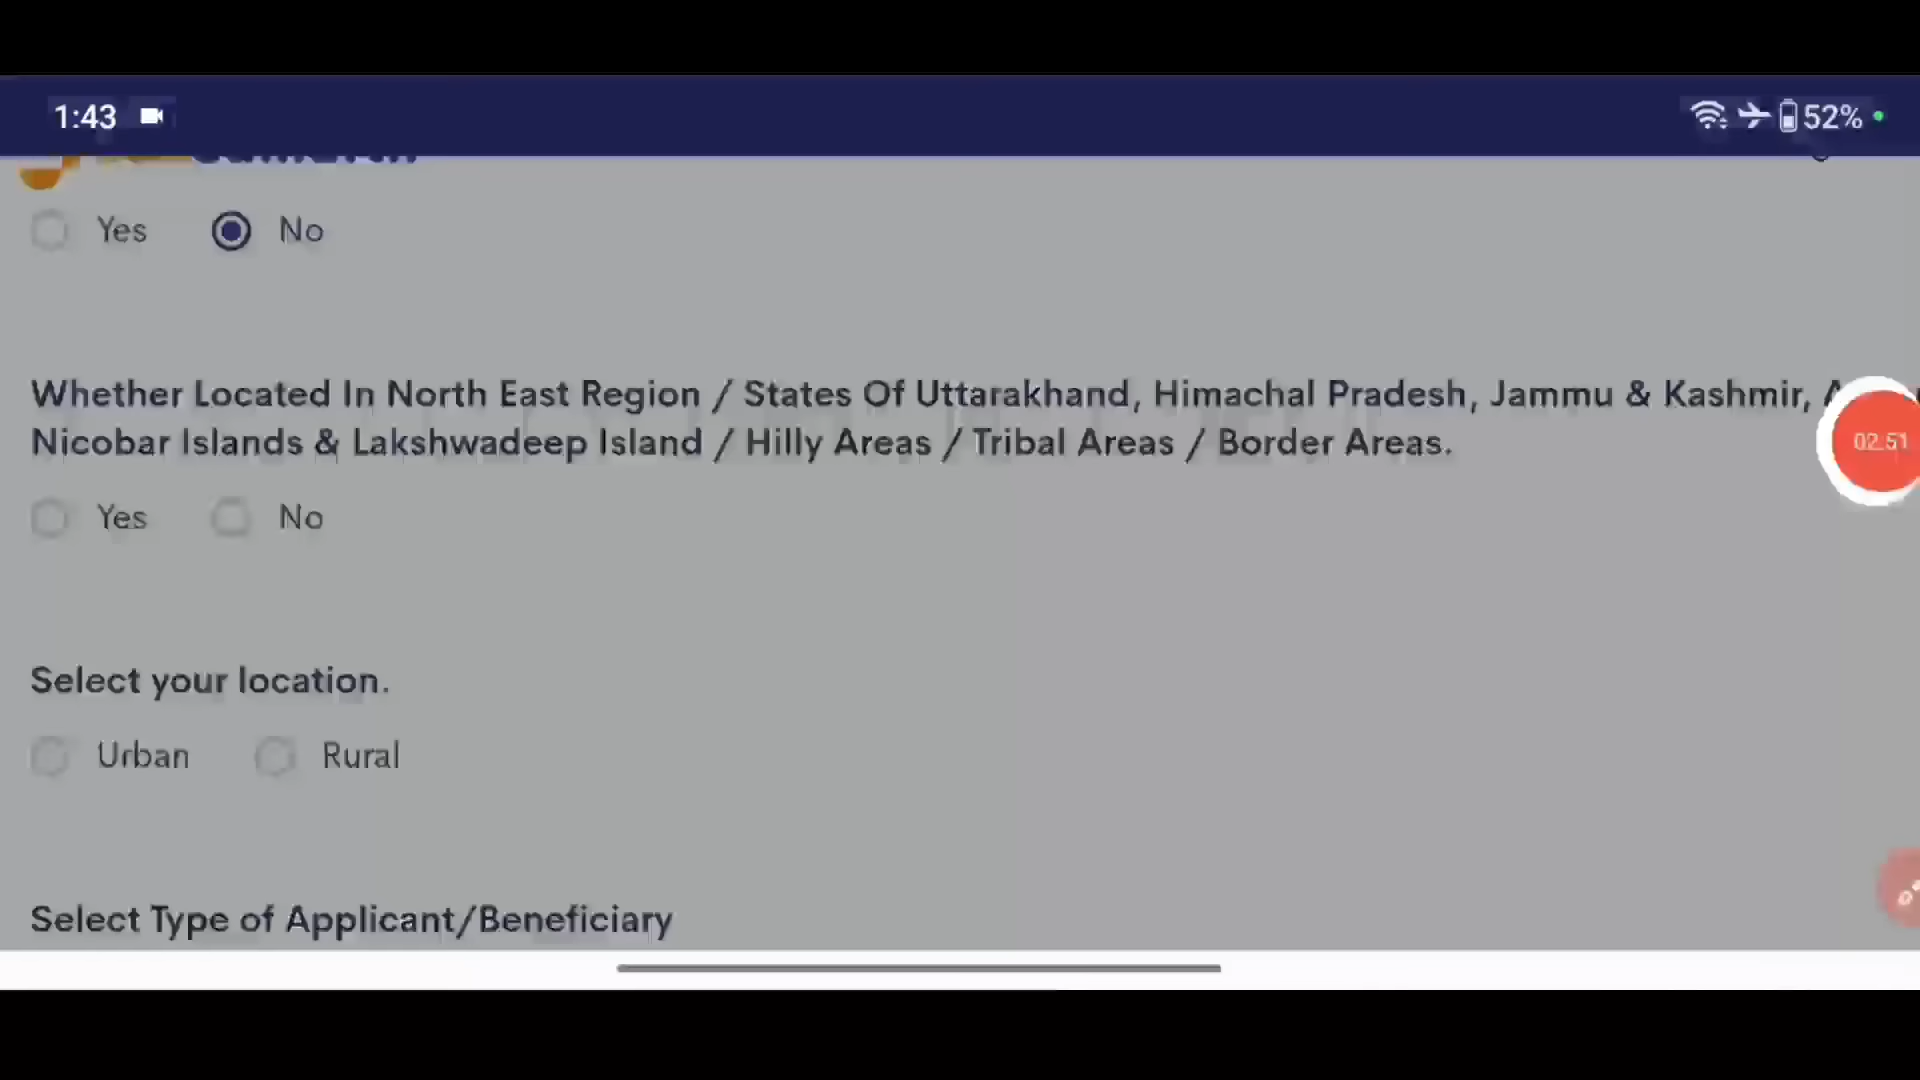 1:43 52%
Yes No
Whether Located In North East Region / States Of Uttarakhand, Himachal Pradesh, Jammu & Kashmir,
Nicobar Islands & Lakshwadeep Island / Hilly Areas / Tribal Areas / Border Areas.
02:51
Yes No
Select your location.
Urban Rural
Select Type of Applicant/Beneficiary